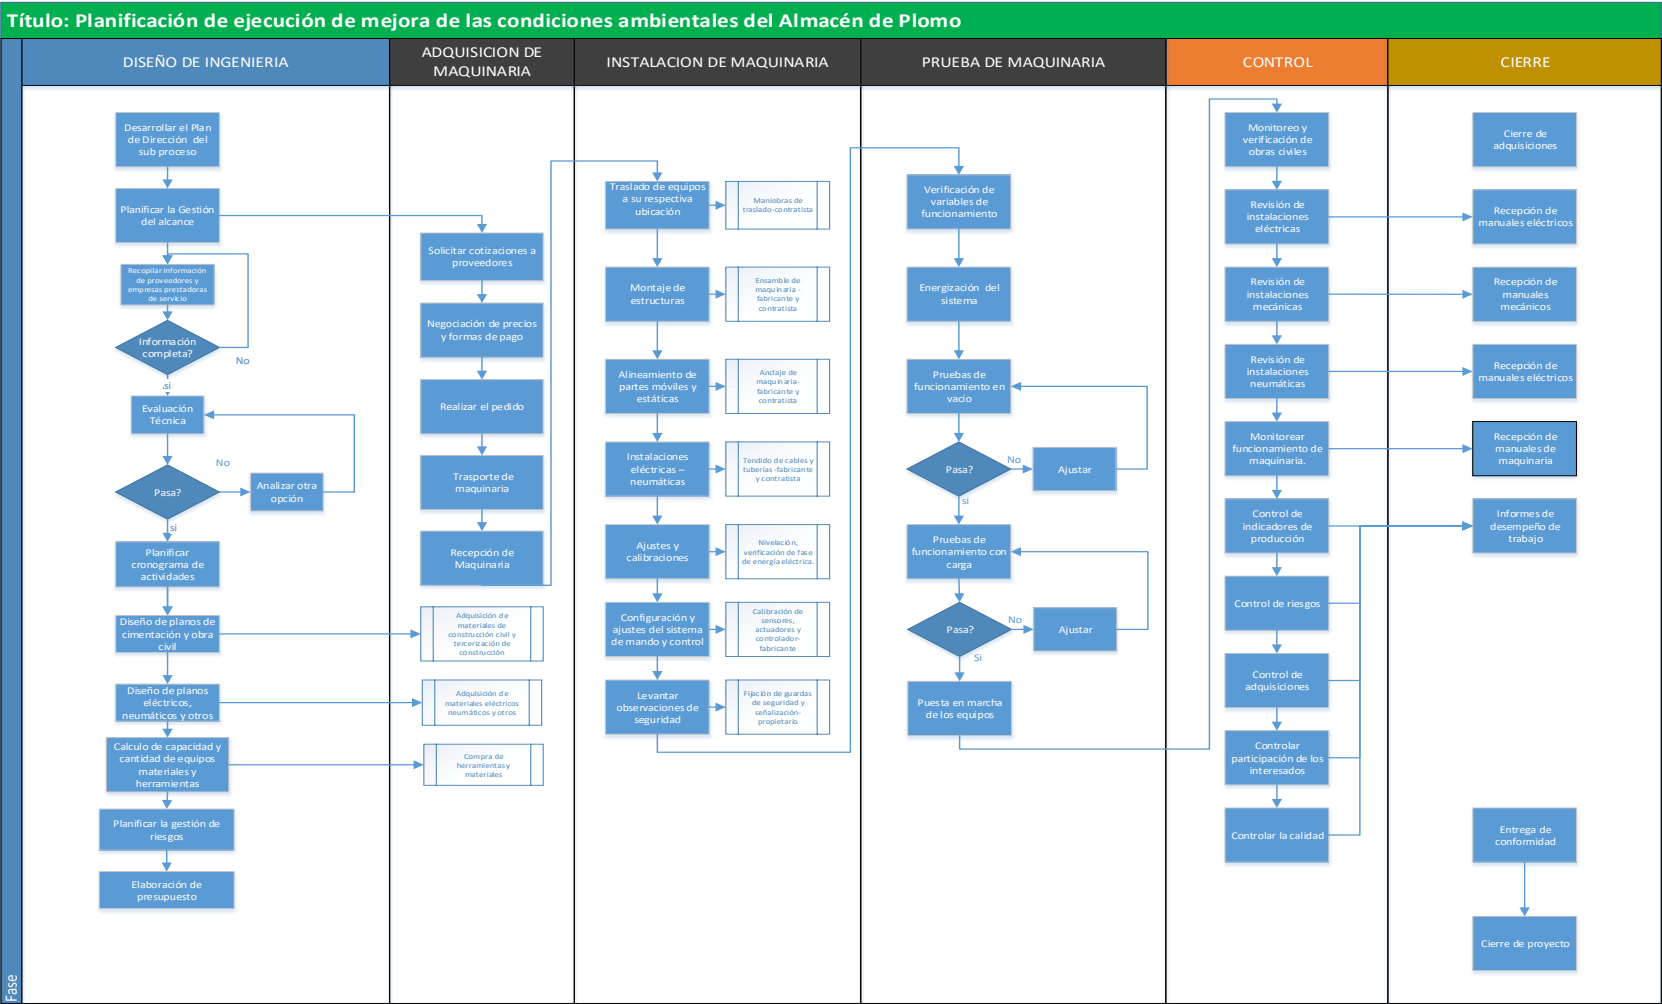 Título: Planificación de ejecución de mejora de las condiciones ambientales del Almacén de Plomo
Fase
DISEÑO DE INGENIERIA
ADQUISICION DE
MAQUINARIA
INSTALACION DE MAQUINARIA
PRUEBA DE MAQUINARIA
CONTROL
CIERRE
Desarrollar el Plan
de Dirección del
sub proceso
Planificar la Gestión
del alcance
Recopilar información
de proveedores y
empresas prestadoras
de servicio
Información
completa?
No
si
Evaluación
Técnica
No
Pasa?
Analizar otra
opción
si
Planificar
cronograma de
actividades
Diseño de planos de
cimentación y obra
civil
Diseño de planos
eléctricos,
neumáticos y otros
Calculo de capacidad y
cantidad de equipos
materiales y
herramientas
Planificar la gestión de
riesgos
Elaboración de
presupuesto
Solicitar cotizaciones a
proveedores
Negociación de precios
y formas de pago
Realizar el pedido
Trasporte de
maquinaria
Recepción de
Maquinaria
Adquisición de
materiales de
construcción civil y
tercerización de
construcción
Adquisición de
materiales eléctricos
neumáticos y otros
Compra de
herramientas y
materiales
Traslado de equipos
a su respectiva
ubicación
Maniobras de
traslado-contratista
Montaje de
estructuras
Ensamble de
maquinaria -
fabricante y
contratista
Alineamiento de
partes móviles y
estáticas
Anclaje de
maquinaria-
fabricante y
contratista
Instalaciones
eléctricas –
neumáticas
Tendido de cables y
tuberías -fabricante
y contratista
Ajustes y
calibraciones
Nivelación,
verificación de fase
de energía eléctrica.
Configuración y
ajustes del sistema
de mando y control
Calibración de
sensores,
actuadores y
controlador-
fabricante
Levantar
observaciones de
seguridad
Fijación de guardas
de seguridad y
señalización-
propietario
Verificación de
variables de
funcionamiento
Energización del
sistema
Pruebas de
funcionamiento en
vacío
Pasa?
No
Ajustar
si
Pruebas de
funcionamiento con
carga
Pasa?
No
Ajustar
Si
Puesta en marcha
de los equipos
Monitoreo y
verificación de
obras civiles
Revisión de
instalaciones
eléctricas
Revisión de
instalaciones
mecánicas
Revisión de
instalaciones
neumáticas
Monitorear
funcionamiento de
maquinaria.
Control de
indicadores de
producción
Control de riesgos
Control de
adquisiciones
Controlar
participación de los
interesados
Controlar la calidad
Cierre de
adquisiciones
Recepción de
manuales eléctricos
Recepción de
manuales
mecánicos
Recepción de
manuales eléctricos
Recepción de
manuales de
maquinaria
Informes de
desempeño de
trabajo
Entrega de
conformidad
Cierre de proyecto